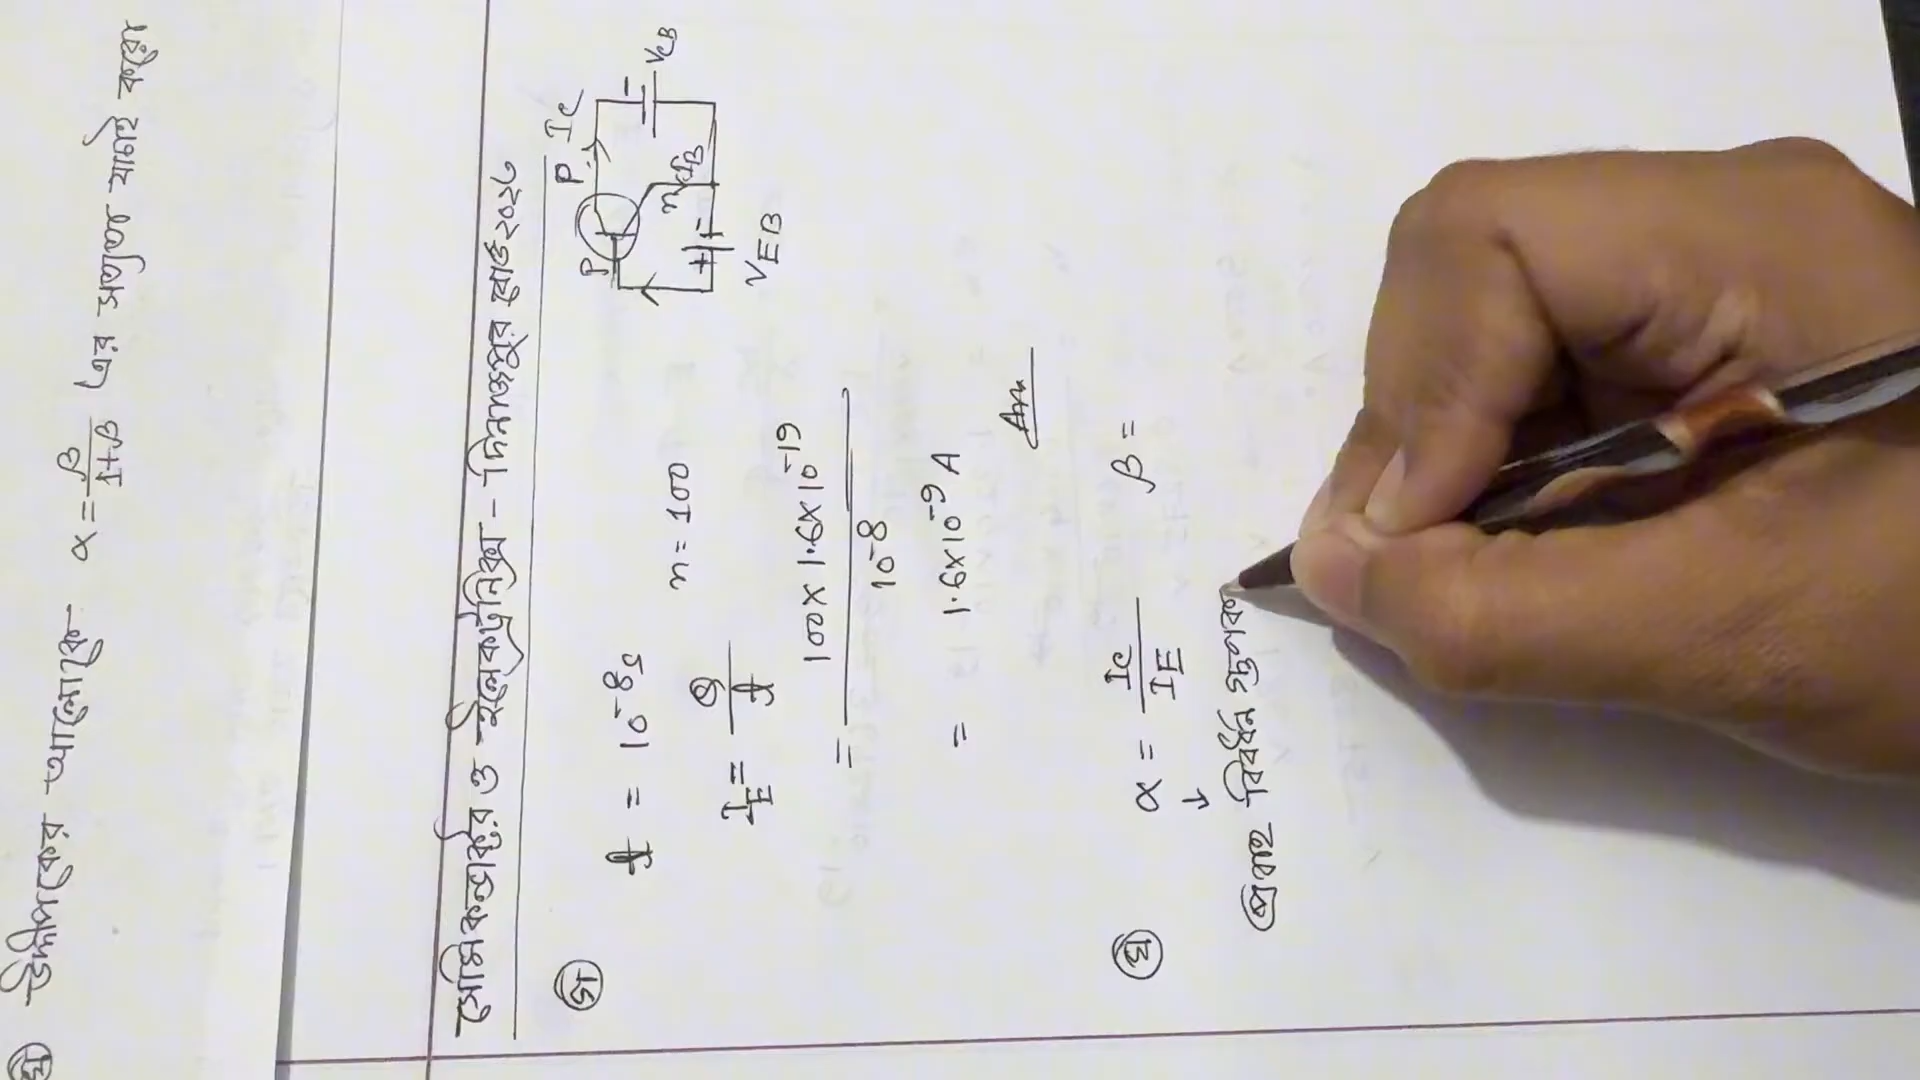 ঘ উদ্দীপকের আলোকে α = β/(1+β) এর সত্যতা যাচাই কর।
সেমিকন্ডাক্টর ও ইলেকট্রনিক্স - দিনাজপুর বোর্ড ২০২৩
গ t = 10⁻⁸ s
n = 100
I_E = Q/t
= (100 × 1.6 × 10⁻¹⁹)/10⁻⁸
= 1.6 × 10⁻⁹ A
Ans
P P I_C
n I_B
V_CB
+ -
V_EB
ঘ α = I_C/I_E β =
↓
প্রবাহ বিবর্ধন গুণাঙ্ক